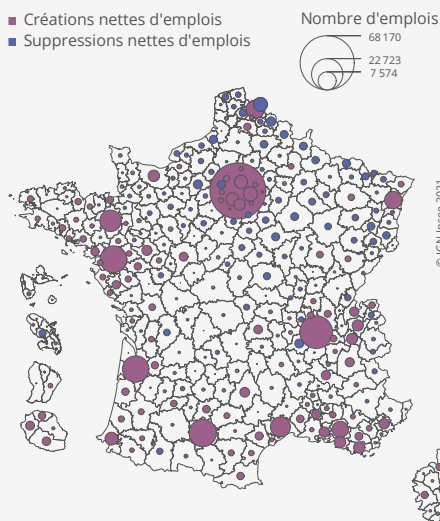 Créations nettes d'emplois
Suppressions nettes d'emplois
Nombre d'emplois
68 170
22 723
7 574
© IGN Insee 2021